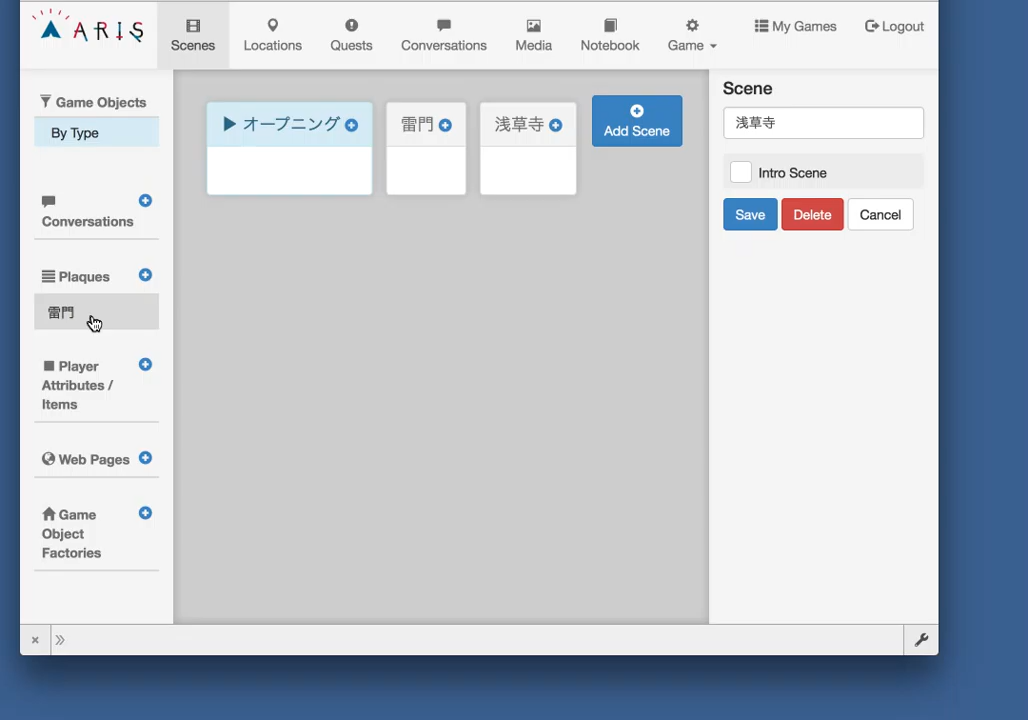 ARIS
Scenes
Locations
Quests
Conversations
Media
Notebook
Game
My Games
Logout
Game Objects
By Type
Conversations
Plaques
雷門
Player
Attributes /
Items
Web Pages
Game
Object
Factories
オープニング
雷門
浅草寺
Add Scene
Scene
浅草寺
Intro Scene
Save
Delete
Cancel